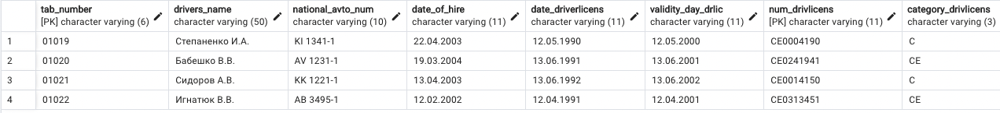 tab_number drivers_name national_avto_num date_of_hire date_driverlicens validity_day_drlic num_drivlicens category_drivlicens
[PK] character varying (6) [PK] character varying (50) character varying (10) character varying (11) character varying (11) character varying (11) [PK] character varying (11) character varying (3)
1 01019 Степаненко И.А. KI 1341-1 22.04.2003 12.05.1990 12.05.2000 CE0004190 C
2 01020 Бабешко В.В. AV 1231-1 19.03.2004 13.06.1991 13.06.2001 CE0241941 CE
3 01021 Сидоров А.В. KK 1221-1 13.04.2003 13.06.1992 13.06.2002 CE0014150 C
4 01022 Игнатюк В.В. AB 3495-1 12.02.2002 12.04.1991 12.04.2001 CE0313451 CE